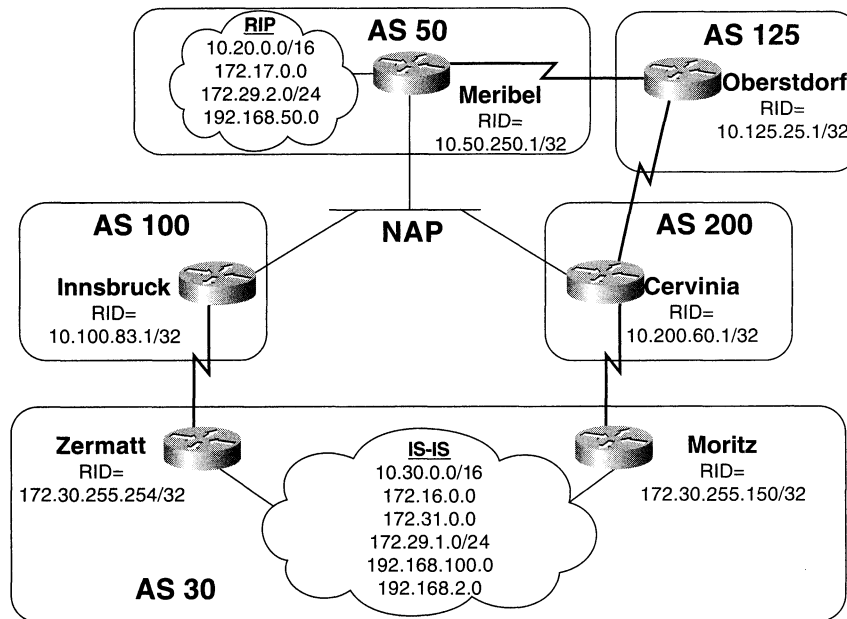 RIP
10.20.0.0/16
172.17.0.0
172.29.2.0/24
192.168.50.0
AS 50
Meribel
RID=
10.50.250.1/32
AS 125
Oberstdorf
RID=
10.125.25.1/32
AS 100
Innsbruck
RID=
10.100.83.1/32
NAP
AS 200
Cervinia
RID=
10.200.60.1/32
Zermatt
RID=
172.30.255.254/32
IS-IS
10.30.0.0/16
172.16.0.0
172.31.0.0
172.29.1.0/24
192.168.100.0
192.168.2.0
Moritz
RID=
172.30.255.150/32
AS 30